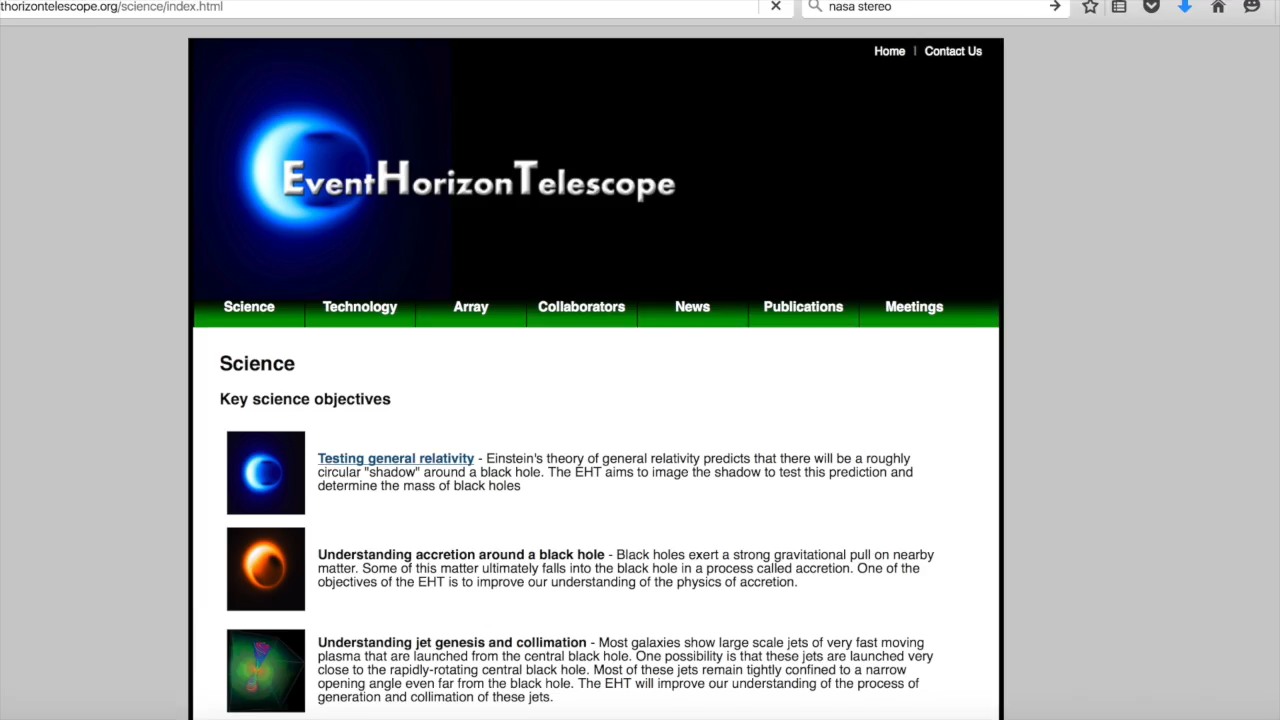 thorizontelescope.org/science/index.html
nasa stereo
Home | Contact Us
EventHorizonTelescope
Science Technology Array Collaborators News Publications Meetings
Science
Key science objectives
Testing general relativity - Einstein's theory of general relativity predicts that there will be a roughly
circular "shadow" around a black hole. The EHT aims to image the shadow to test this prediction and
determine the mass of black holes
Understanding accretion around a black hole - Black holes exert a strong gravitational pull on nearby
matter. Some of this matter ultimately falls into the black hole in a process called accretion. One of the
objectives of the EHT is to improve our understanding of the physics of accretion.
Understanding jet genesis and collimation - Most galaxies show large scale jets of very fast moving
plasma that are launched from the central black hole. One possibility is that these jets are launched very
close to the rapidly-rotating central black hole. Most of these jets remain tightly confined to a narrow
opening angle even far from the black hole. The EHT will improve our understanding of the process of
generation and collimation of these jets.